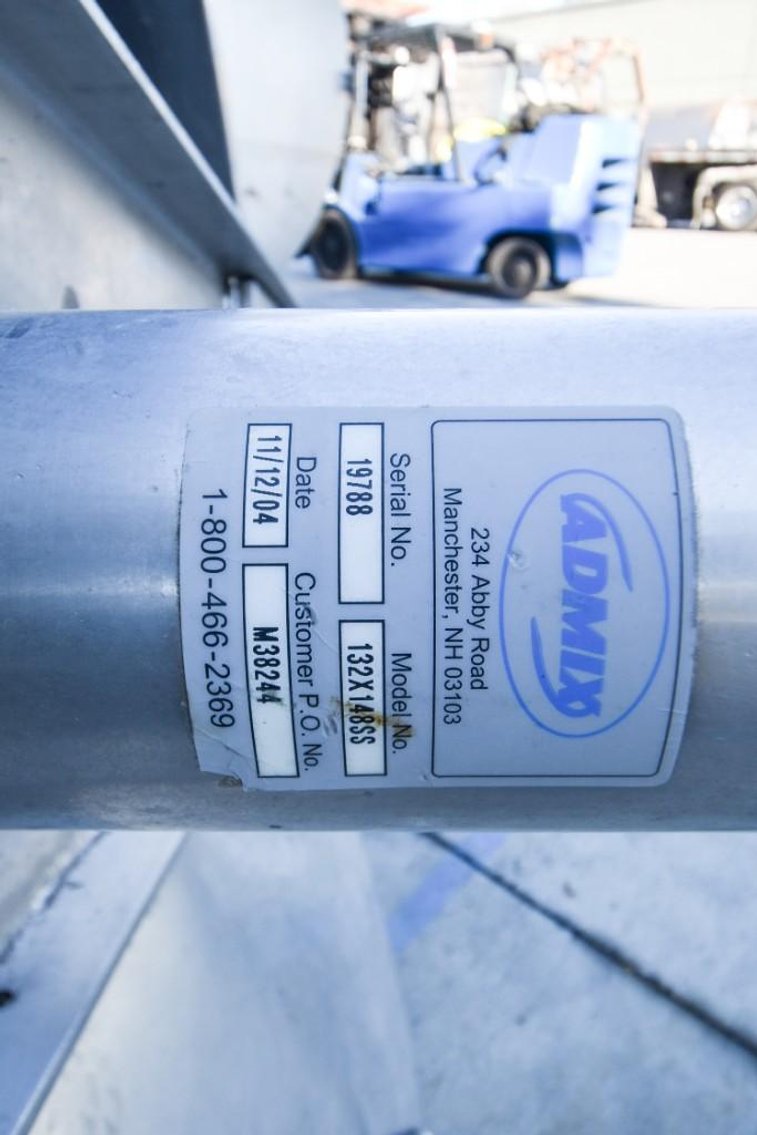 ADMIX
234 Abby Road
Manchester, NH 03103
Serial No. Model No.
19788 132X148SS
Date Customer P.O. No.
11/12/04 M38244
1-800-466-2369